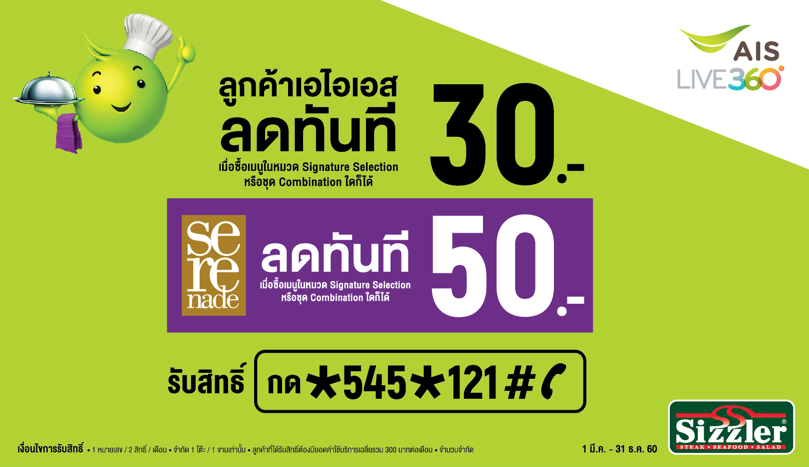 AIS
LIVE360°
ลูกค้าเอไอเอส
ลดทันที
30.-
เมื่อซื้อเมนูในหมวด Signature Selection
หรือชุด Combination ใดก็ได้
se
re
nade
ลดทันที
50.-
เมื่อซื้อเมนูในหมวด Signature Selection
หรือชุด Combination ใดก็ได้
รับสิทธิ์ กด *545*121#
เงื่อนไขการรับสิทธิ์ • 1 หมายเลข / 2 สิทธิ์ / เดือน • จำกัด 1 โต๊ะ / 1 จานเท่านั้น • ลูกค้าที่ได้รับสิทธิ์ต้องมียอดค่าใช้บริการเฉลี่ยรวม 300 บาทต่อเดือน • จำนวนจำกัด
1 มี.ค. - 31 ธ.ค. 60
Sizzler
STEAK • SEAFOOD • SALAD